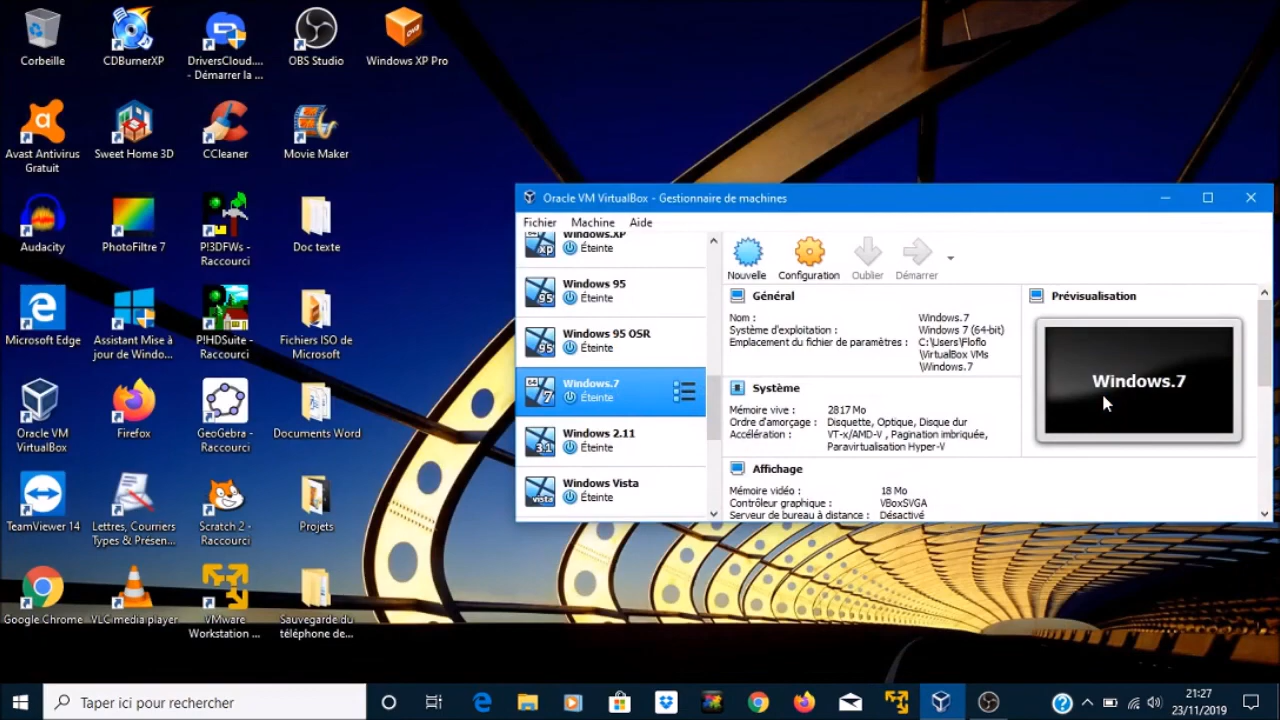 Corbeille
CDBurnerXP
DriversCloud....
- Démarrer la ...
OBS Studio
Windows XP Pro
Avast Antivirus
Gratuit
Sweet Home 3D
CCleaner
Movie Maker
Audacity
PhotoFiltre 7
P!3DFWs -
Raccourci
Doc texte
Microsoft Edge
Assistant Mise à
jour de Windo...
P!HDSuite -
Raccourci
Fichiers ISO de
Microsoft
Oracle VM
VirtualBox
Firefox
GeoGebra -
Raccourci
Documents Word
TeamViewer 14
Lettres, Courriers
Types & Présen...
Scratch 2 -
Raccourci
Projets
Google Chrome
VLC media player
VMware
Workstation ...
Sauvegarde du
téléphone de...
Oracle VM VirtualBox - Gestionnaire de machines
Fichier Machine Aide
Windows.XP
Éteinte
Windows 95
Éteinte
Windows 95 OSR
Éteinte
Windows.7
Éteinte
Windows 2.11
Éteinte
Windows Vista
Éteinte
Nouvelle Configuration Oublier Démarrer
Général
Nom : Windows.7
Système d'exploitation : Windows 7 (64-bit)
Emplacement du fichier de paramètres : C:\Users\Floflo
\VirtualBox VMs
\Windows.7
Système
Mémoire vive : 2817 Mo
Ordre d'amorçage : Disquette, Optique, Disque dur
Accélération : VT-x/AMD-V , Pagination imbriquée,
Paravirtualisation Hyper-V
Affichage
Mémoire vidéo : 18 Mo
Contrôleur graphique : VBoxSVGA
Serveur de bureau à distance : Désactivé
Prévisualisation
Windows.7
Taper ici pour rechercher
21:27
23/11/2019